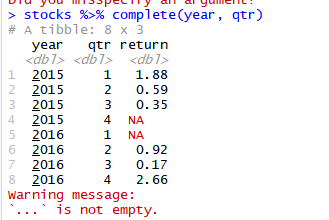 Did you misspecify an argument?
> stocks %>% complete(year, qtr)
# A tibble: 8 x 3
year qtr return
<dbl> <dbl> <dbl>
1 2015 1 1.88
2 2015 2 0.59
3 2015 3 0.35
4 2015 4 NA
5 2016 1 NA
6 2016 2 0.92
7 2016 3 0.17
8 2016 4 2.66
Warning message:
`...` is not empty.